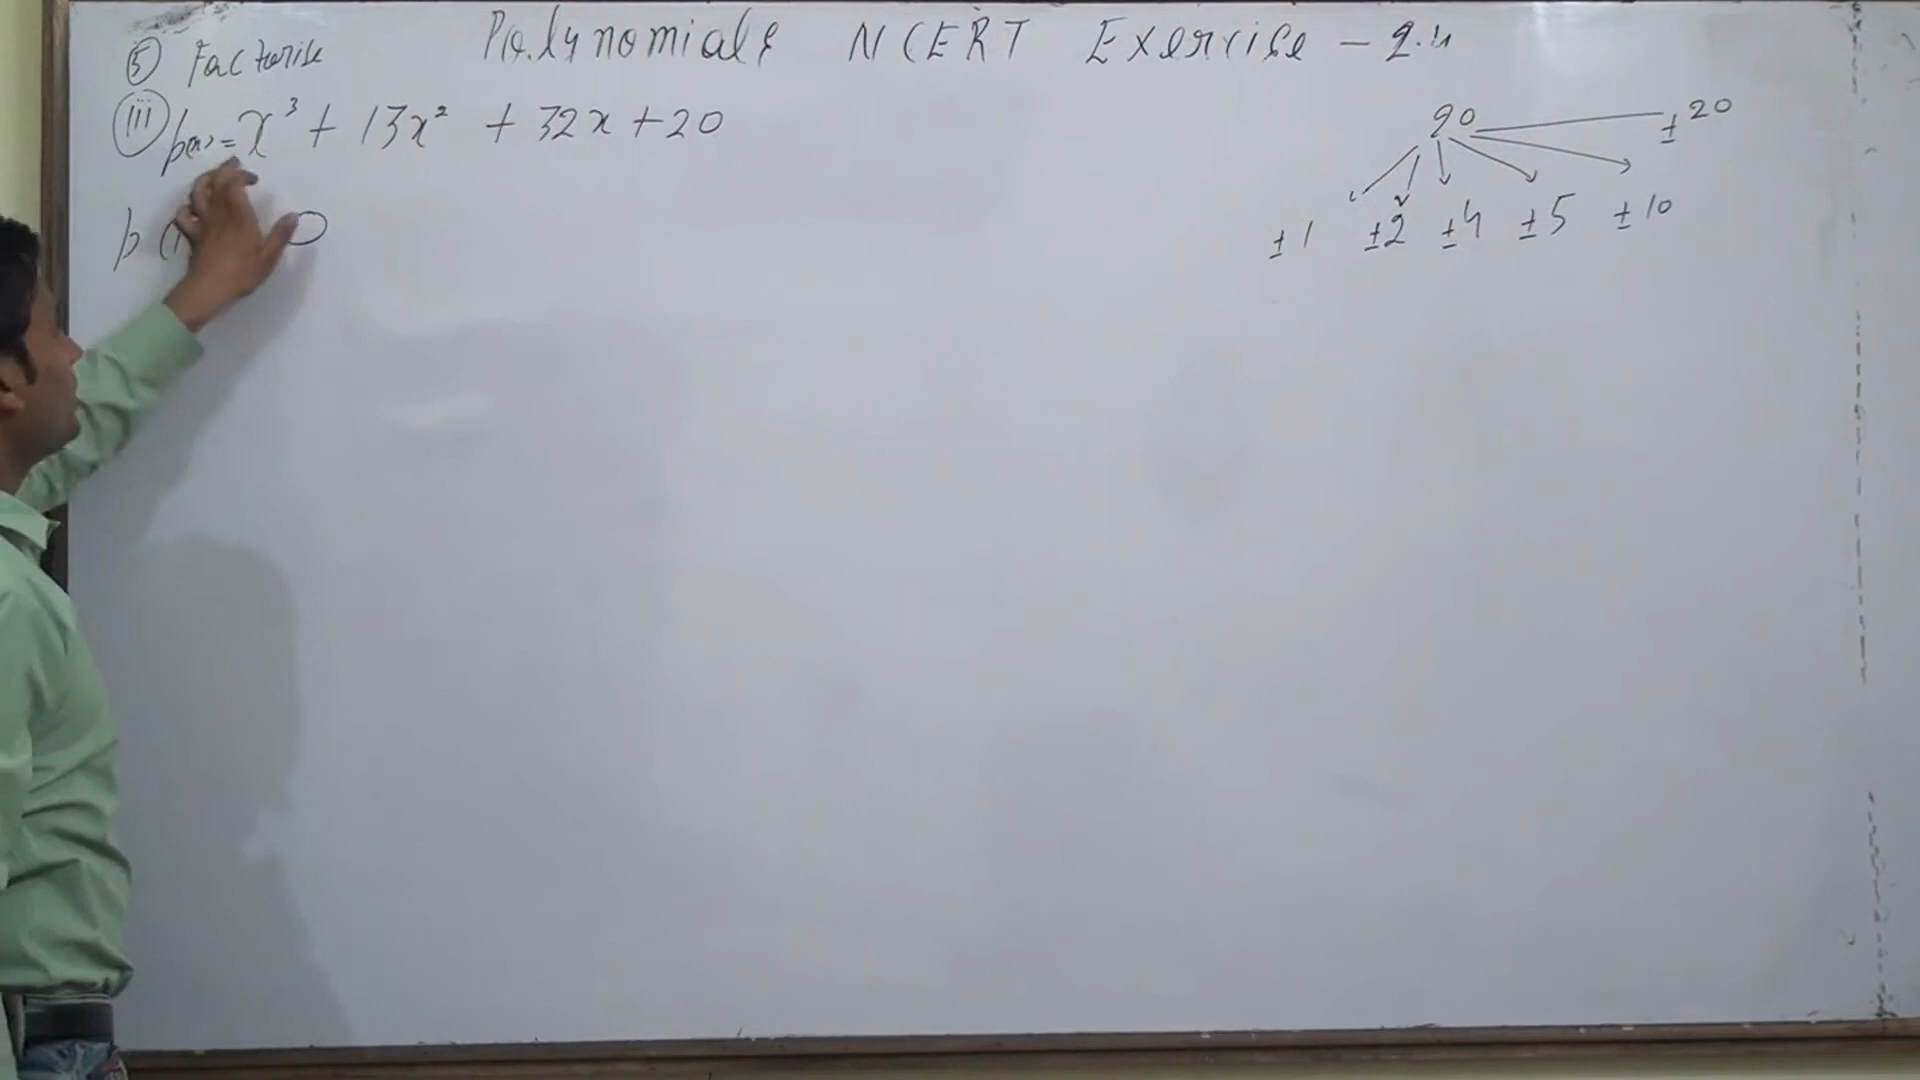 Polynomials NCERT Exercise - 2.4
(5) Factorise
(iii) p(x) = x³ + 13x² + 32x + 20
p (
20
±1 ±2 ±4 ±5 ±10 ±20